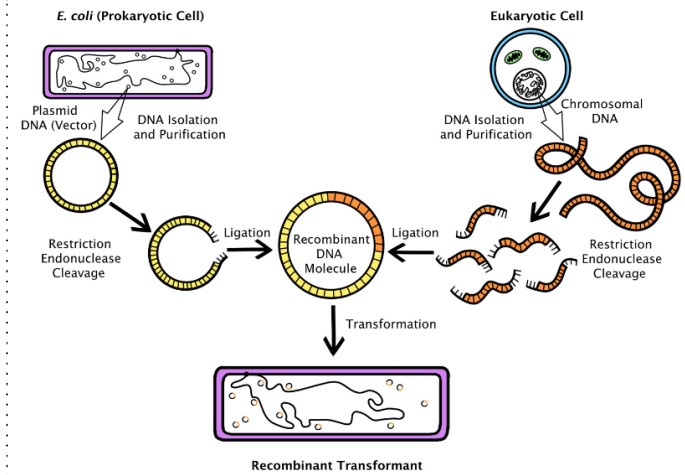 E. coli (Prokaryotic Cell)
Eukaryotic Cell
Plasmid
DNA (Vector)
DNA Isolation
and Purification
DNA Isolation
and Purification
Chromosomal
DNA
Restriction
Endonuclease
Cleavage
Ligation
Recombinant
DNA
Molecule
Ligation
Restriction
Endonuclease
Cleavage
Transformation
Recombinant Transformant